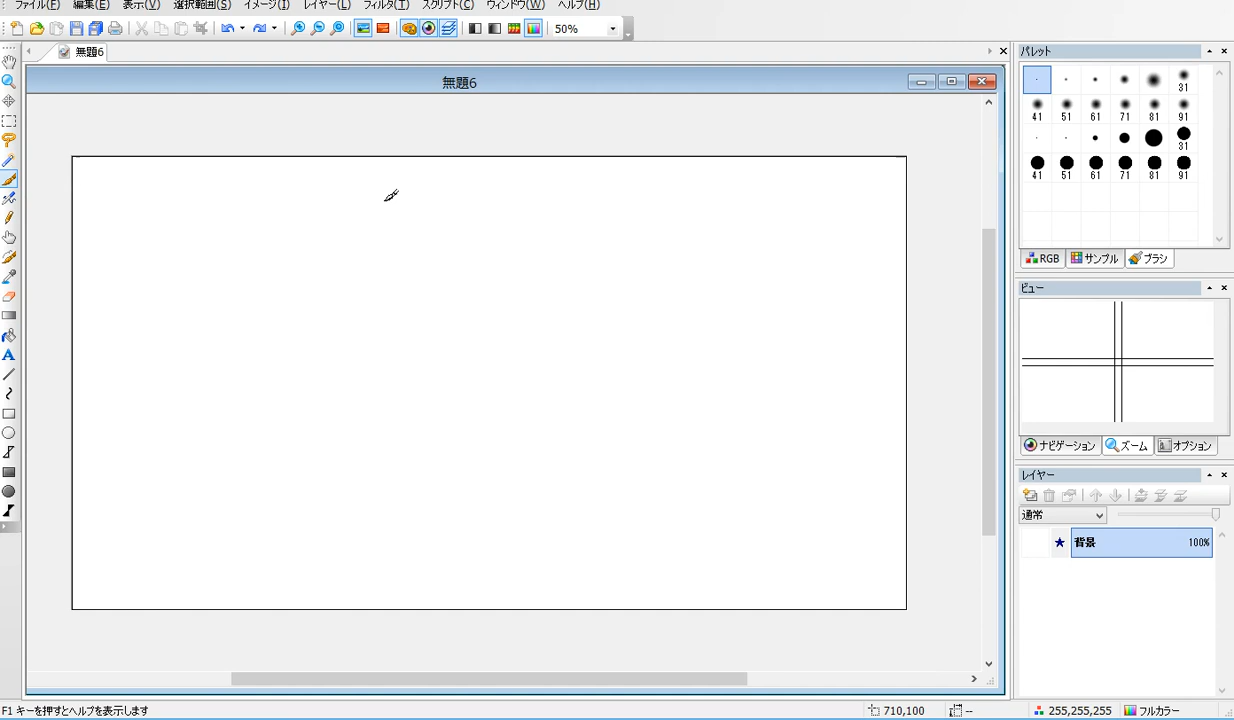 ファイル(F) 編集(E) 表示(V) 選択範囲(S) イメージ(I) レイヤー(L) フィルタ(T) スクリプト(C) ウィンドウ(W) ヘルプ(H)
50%
無題6
無題6
パレット
31
41 51 61 71 81 91
31
41 51 61 71 81 91
RGB サンプル ブラシ
ビュー
ナビゲーション ズーム オプション
レイヤー
通常
背景 100%
F1 キーを押すとヘルプを表示します 710,100 -- 255,255,255 フルカラー